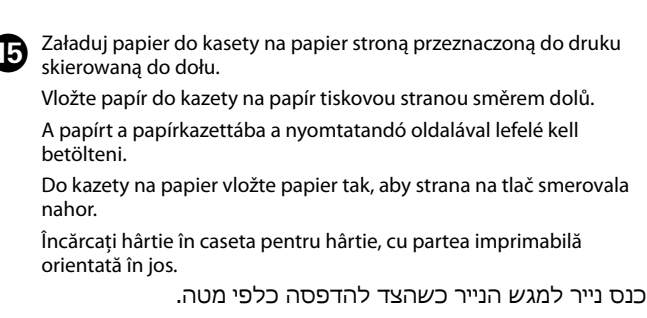 15
Załaduj papier do kasety na papier stroną przeznaczoną do druku
skierowaną do dołu.
Vložte papír do kazety na papír tiskovou stranou směrem dolů.
A papírt a papírkazettába a nyomtatandó oldalával lefelé kell
betölteni.
Do kazety na papier vložte papier tak, aby strana na tlač smerovala
nahor.
Încărcați hârtie în caseta pentru hârtie, cu partea imprimabilă
orientată în jos.
כנס נייר למגש הנייר כשהצד להדפסה כלפי מטה.